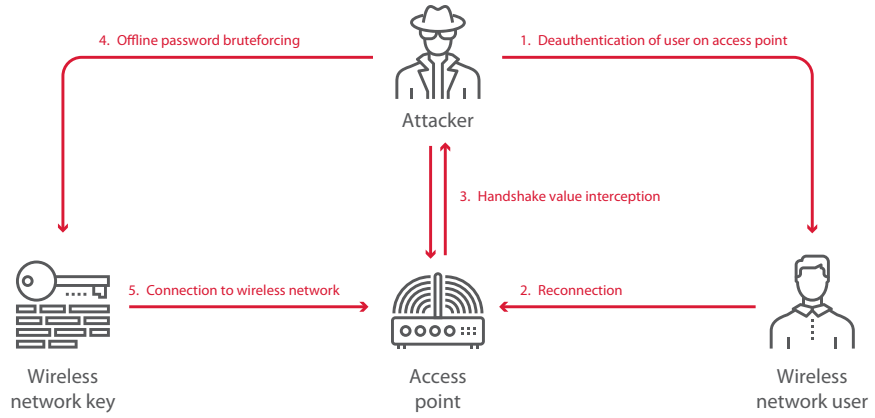 4. Offline password bruteforcing
1. Deauthentication of user on access point
Attacker
3. Handshake value interception
5. Connection to wireless network
2. Reconnection
Wireless
network key
Access
point
Wireless
network user